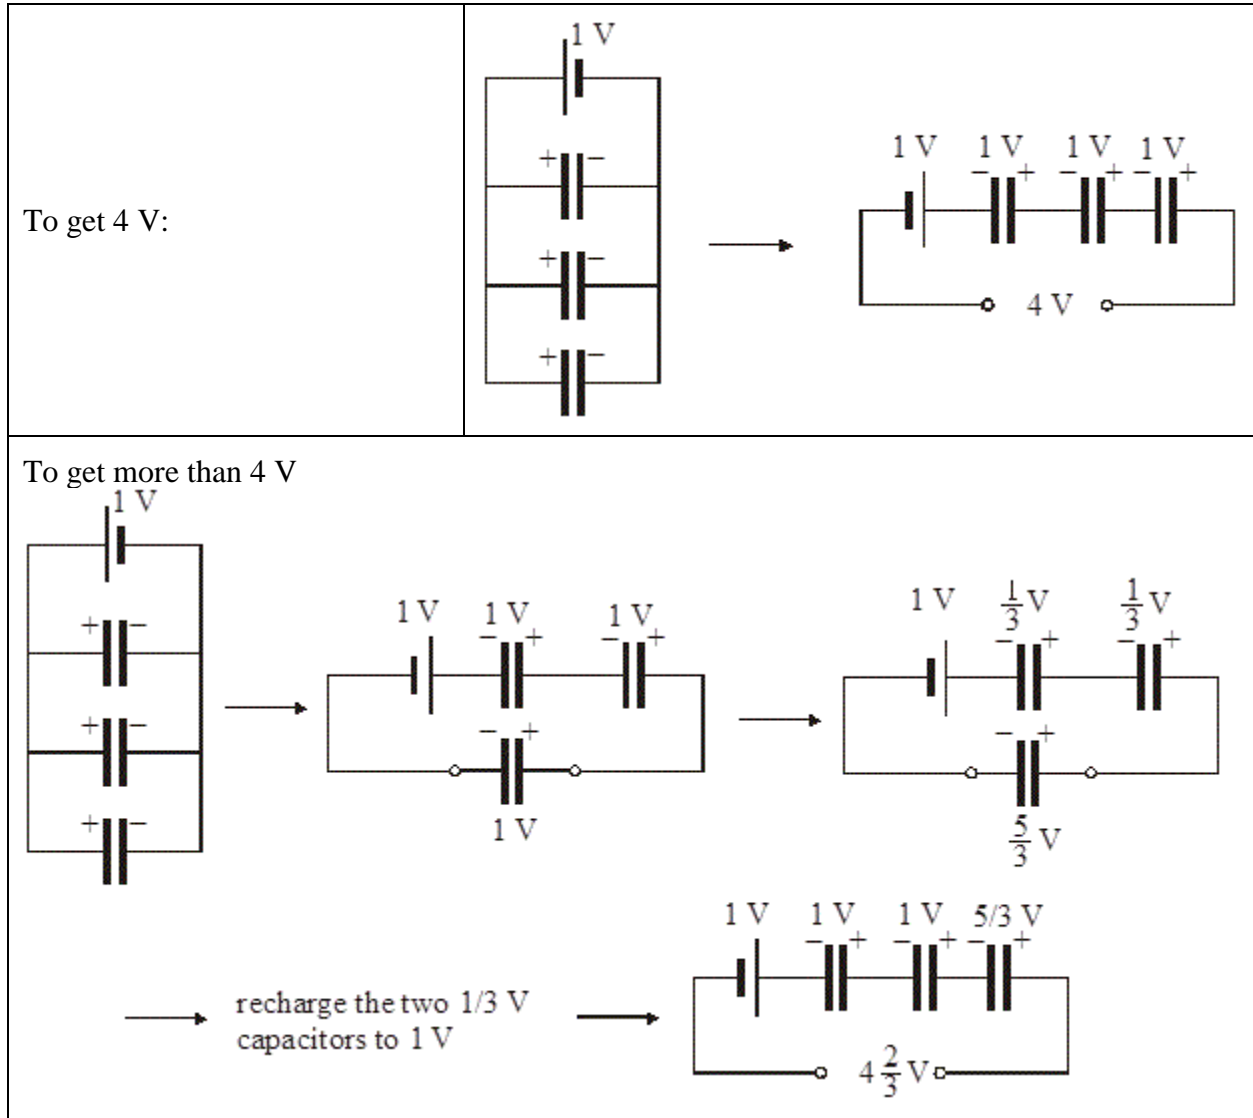 1 V
+ −
+ −
+ −
To get 4 V:
1 V 1 V 1 V 1 V
− + − + − +
4 V
To get more than 4 V
1 V
+ −
+ −
+ −
1 V 1 V 1 V
− + − +
− +
1 V
1 V 1/3 V 1/3 V
− + − +
− +
5/3 V
recharge the two 1/3 V
capacitors to 1 V
1 V 1 V 1 V 5/3 V
− + − + − +
4 2/3 V